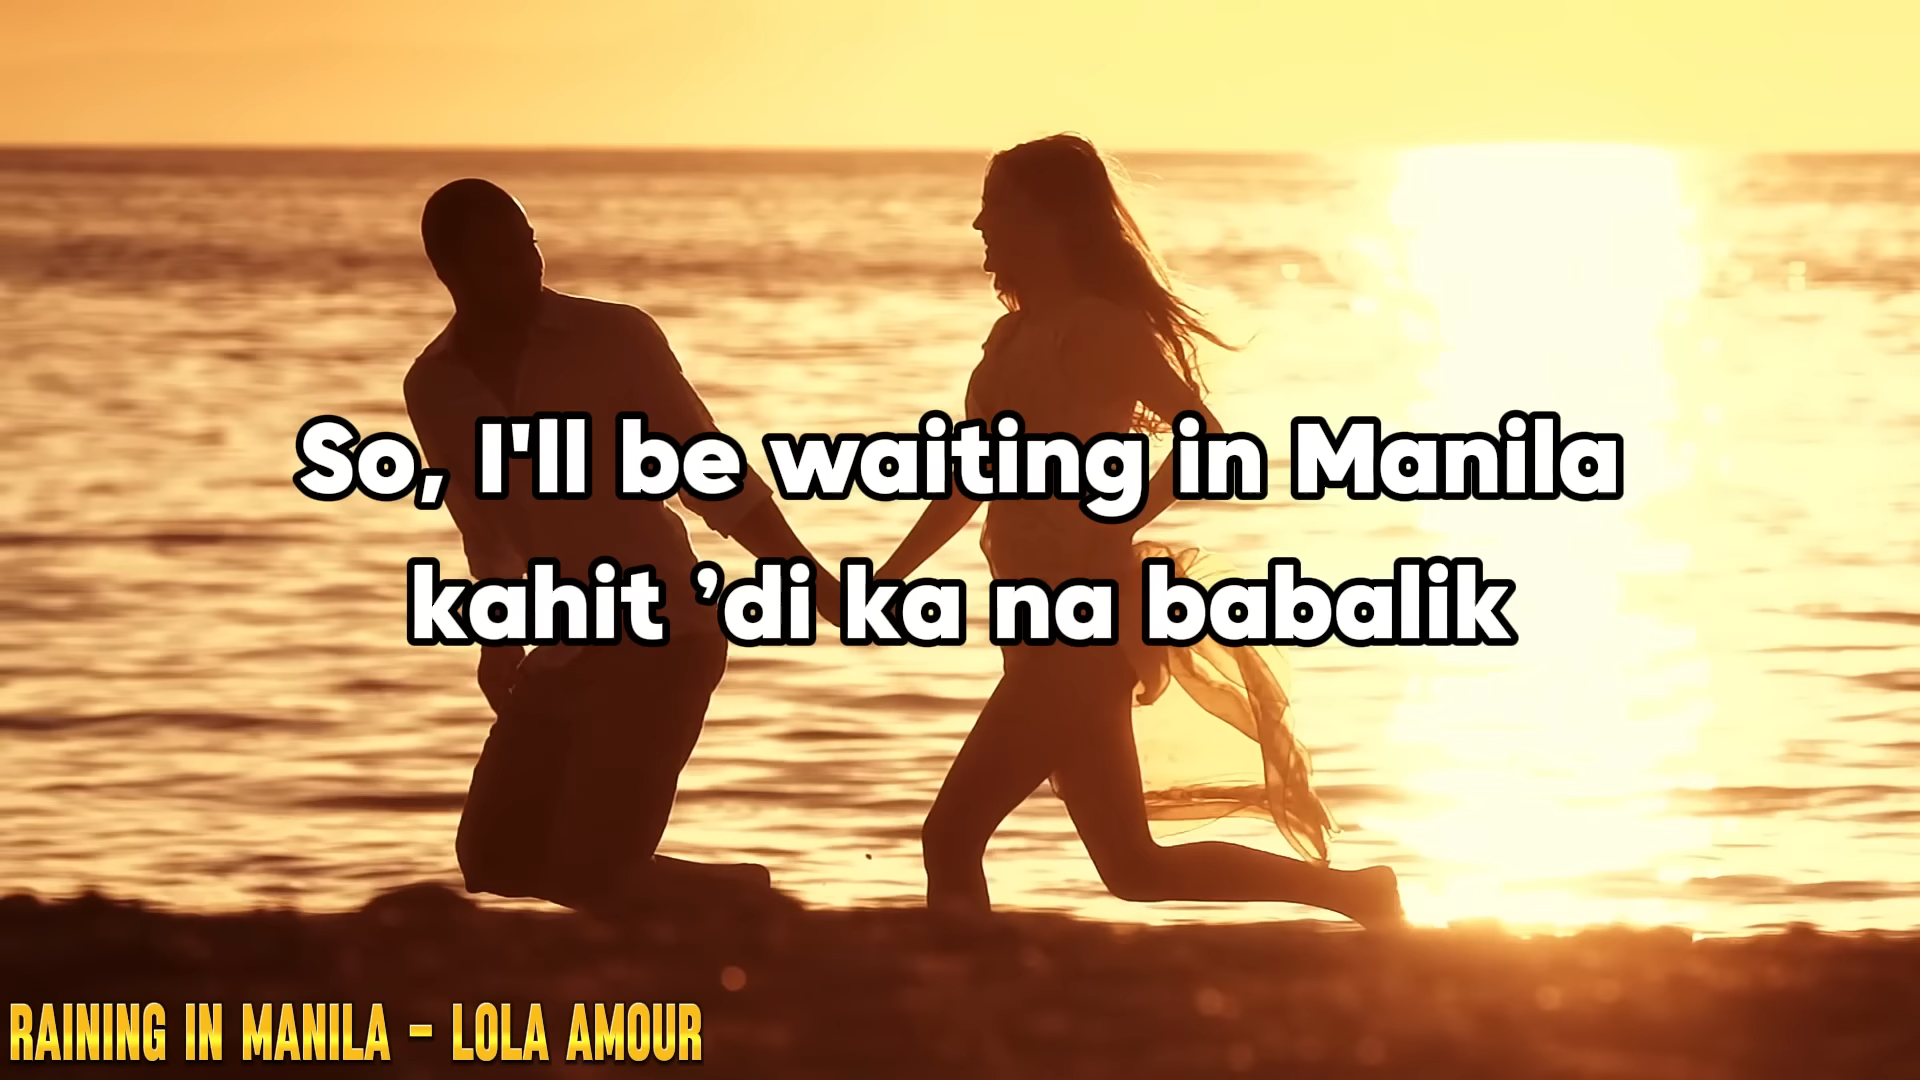 So, I'll be waiting in Manila
kahit ’di ka na babalik
RAINING IN MANILA - LOLA AMOUR